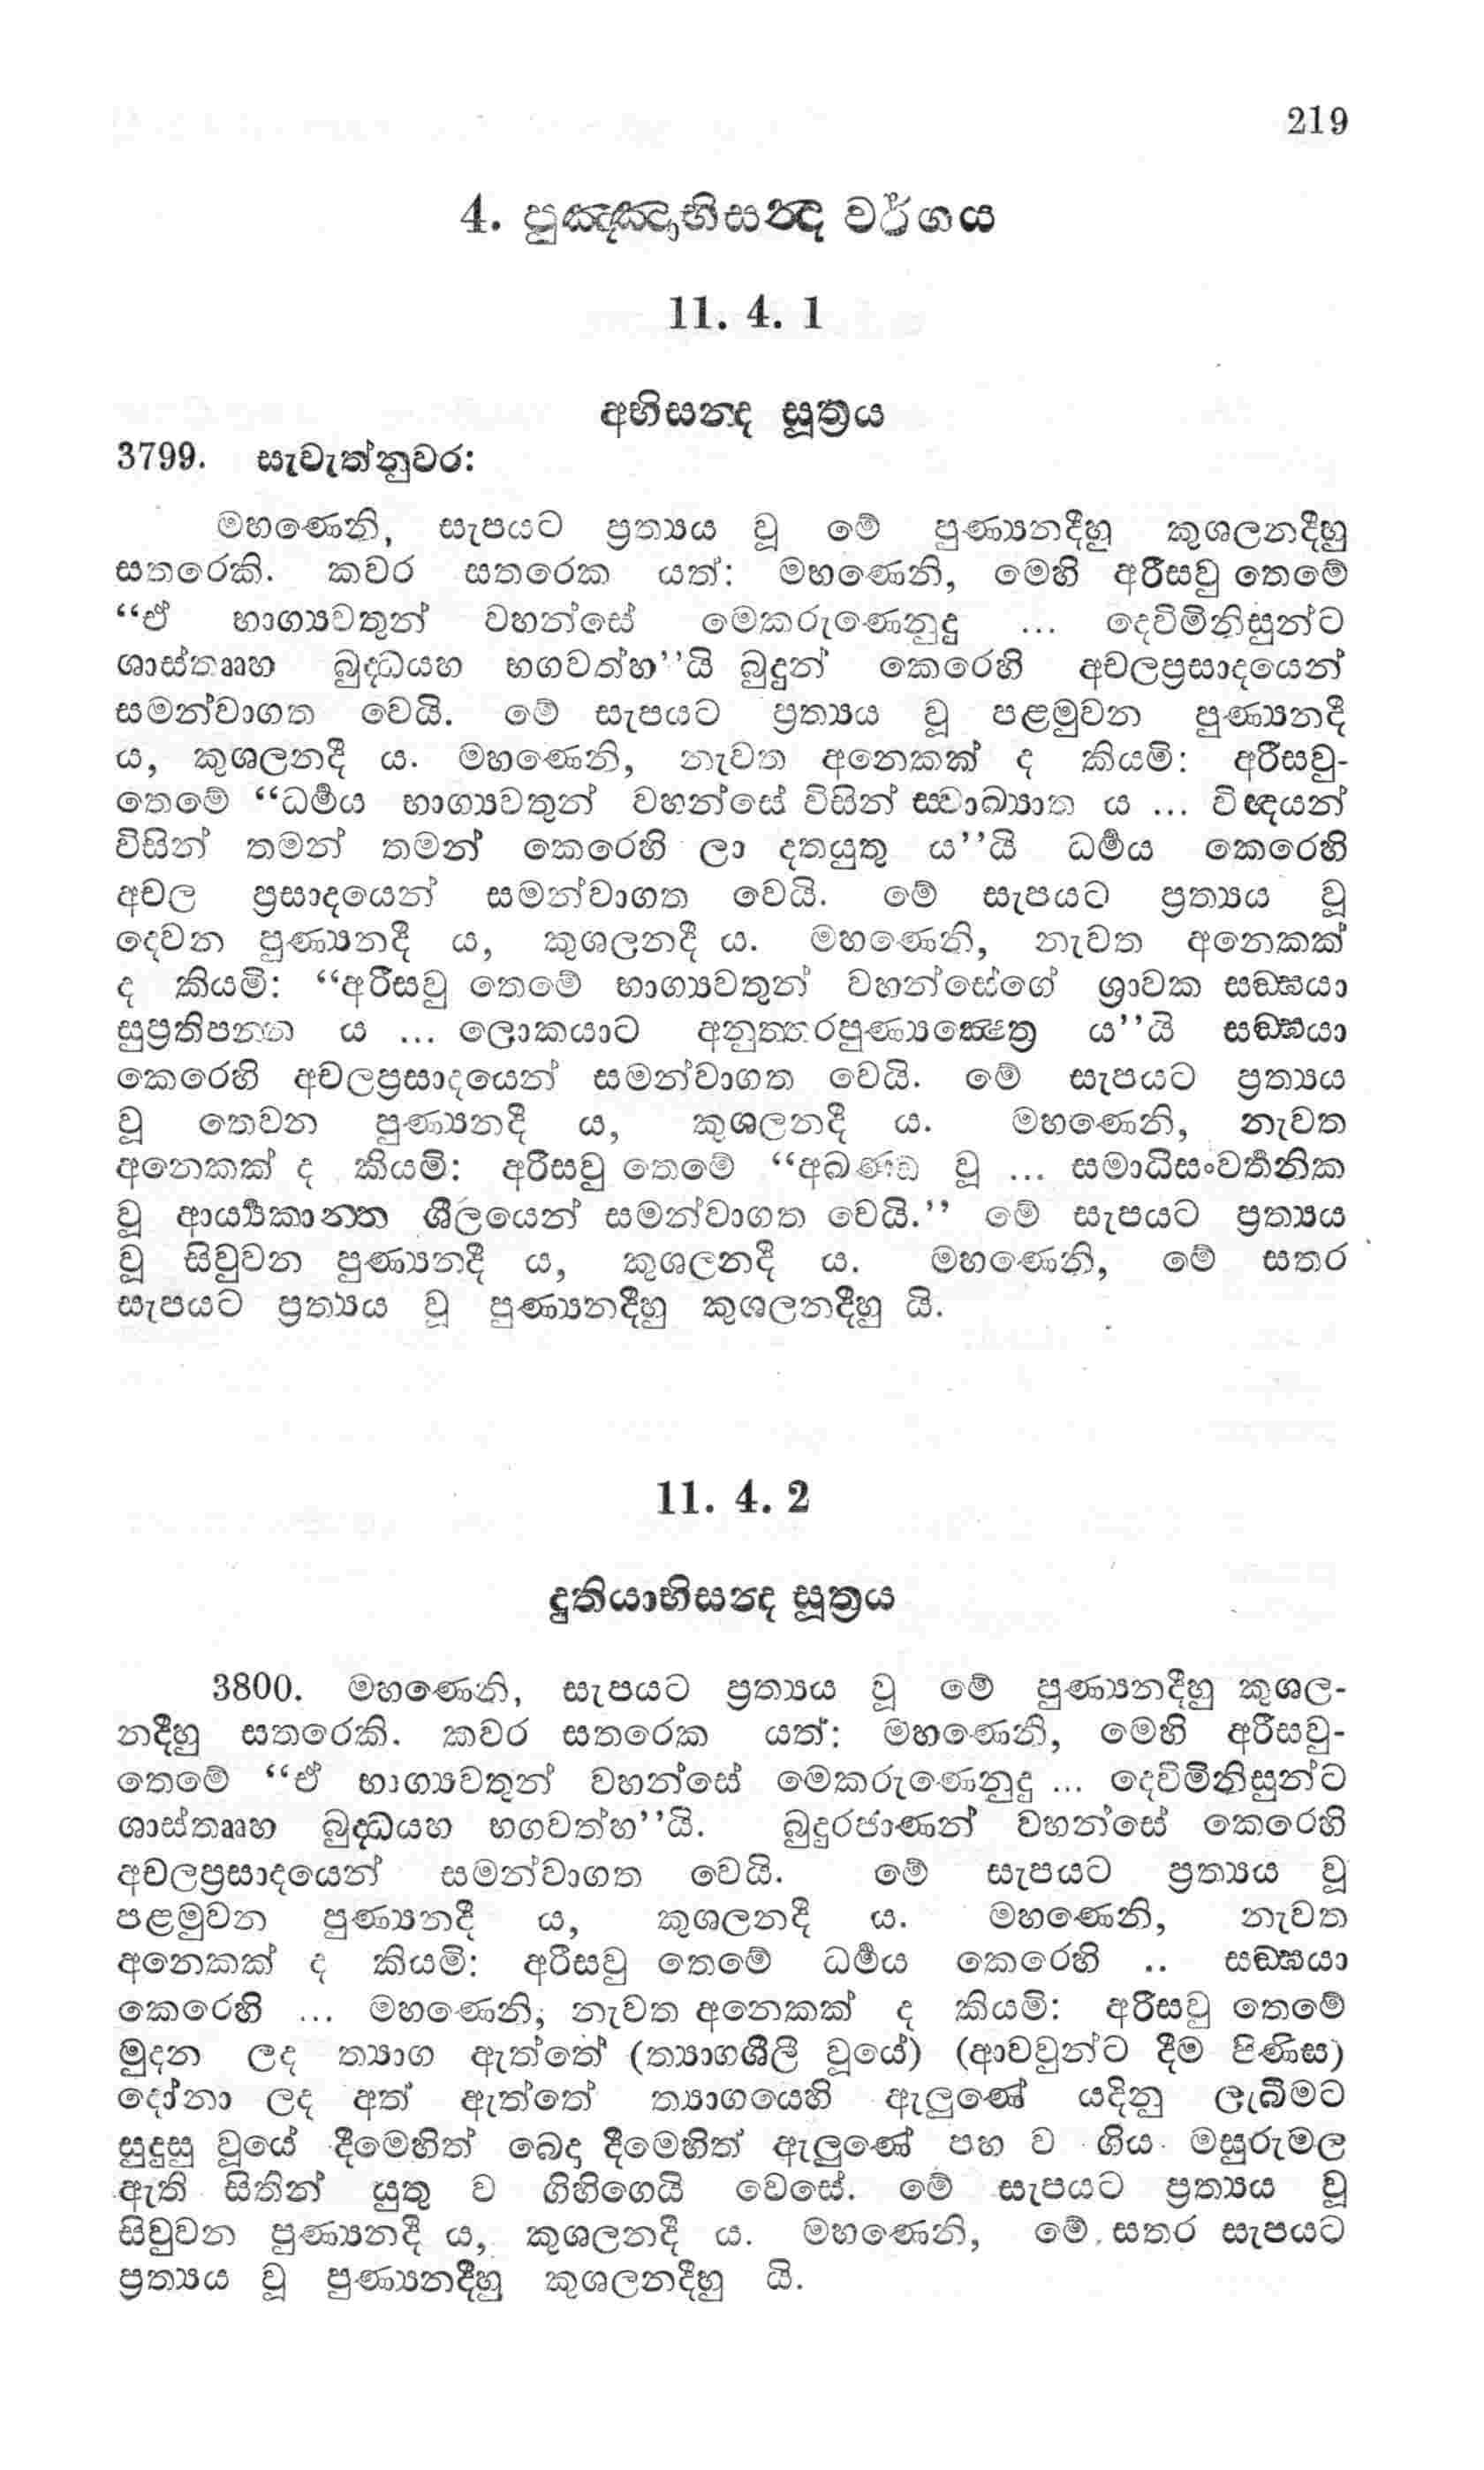 219
4. පුඤ්ඤාභිසන්‍ද වර්ගය
11. 4. 1
අභිසන්‍ද සූත්‍රය
3799. සැවැත්නුවර:
මහණෙනි, සැපයට ප්‍රත්‍යය වූ මේ පුණ්‍යනදීහු කුශලනදීහු
සතරෙකි. කවර සතරෙක යත්: මහණෙනි, මෙහි අරීසවු තෙමේ
“ඒ භාග්‍යවතුන් වහන්සේ මෙකරුණෙනුදු ... දෙව්මිනිසුන්ට
ශාස්තෲහ බුද්‍ධයහ භගවත්හ’’යි බුදුන් කෙරෙහි අචලප්‍රසාදයෙන්
සමන්වාගත වෙයි. මේ සැපයට ප්‍රත්‍යය වූ පළමුවන පුණ්‍යනදී
ය, කුශලනදී ය. මහණෙනි, නැවත අනෙකක් ද කියමි: අරීසවු-
තෙමේ “ධර්‍මය භාග්‍යවතුන් වහන්සේ විසින් ස්වාඛ්‍යාත ය ... විඥයන්
විසින් තමන් තමන් කෙරෙහි ලා දතයුතු ය’’යි ධර්‍මය කෙරෙහි
අචල ප්‍රසාදයෙන් සමන්වාගත වෙයි. මේ සැපයට ප්‍රත්‍යය වූ
දෙවන පුණ්‍යනදී ය, කුශලනදී ය. මහණෙනි, නැවත අනෙකක්
ද කියමි: “අරීසවු තෙමේ භාග්‍යවතුන් වහන්සේගේ ශ්‍රාවක සඞ්ඝයා
සුප්‍රතිපන්න ය ... ලොකයාට අනුත්තරපුණ්‍යක්‍ෂෙත්‍ර ය’’යි සඞ්ඝයා
කෙරෙහි අචලප්‍රසාදයෙන් සමන්වාගත වෙයි. මේ සැපයට ප්‍රත්‍යය
වූ තෙවන පුණ්‍යනදී ය, කුශලනදී ය. මහණෙනි, නැවත
අනෙකක් ද කියමි: අරීසවු තෙමේ “අඛණ්ඩ වූ ... සමාධිසංවර්‍තනික
වූ ආර්‍ය්‍යකාන්ත ශීලයෙන් සමන්වාගත වෙයි.’’ මේ සැපයට ප්‍රත්‍යය
වූ සිවුවන පුණ්‍යනදී ය, කුශලනදී ය. මහණෙනි, මේ සතර
සැපයට ප්‍රත්‍යය වූ පුණ්‍යනදීහු කුශලනදීහු යි.
11. 4. 2
දුතියාභිසන්‍ද සූත්‍රය
3800. මහණෙනි, සැපයට ප්‍රත්‍යය වූ මේ පුණ්‍යනදීහු කුශල-
නදීහු සතරෙකි. කවර සතරෙක යත්: මහණෙනි, මෙහි අරීසවු-
තෙමේ “ඒ භාග්‍යවතුන් වහන්සේ මෙකරුණෙනුදු ... දෙව්මිනිසුන්ට
ශාස්තෲහ බුද්‍ධයහ භගවත්හ’’යි. බුදුරජාණන් වහන්සේ කෙරෙහි
අචලප්‍රසාදයෙන් සමන්වාගත වෙයි. මේ සැපයට ප්‍රත්‍යය වූ
පළමුවන පුණ්‍යනදී ය, කුශලනදී ය. මහණෙනි, නැවත
අනෙකක් ද කියමි: අරීසවු තෙමේ ධර්‍මය කෙරෙහි .. සඞ්ඝයා
කෙරෙහි ... මහණෙනි, නැවත අනෙකක් ද කියමි: අරීසවු තෙමේ
මුදන ලද ත්‍යාග ඇත්තේ (ත්‍යාගශීලී වූයේ) (ආවවුන්ට දීම පිණිස)
දෝනා ලද අත් ඇත්තේ ත්‍යාගයෙහි ඇලුණේ යදිනු ලැබීමට
සුදුසු වූයේ දීමෙහිත් බෙද දීමෙහිත් ඇලුණේ පහ ව ගිය මසුරුමල
ඇති සිතින් යුතු ව ගිහිගෙයි වෙසේ. මේ සැපයට ප්‍රත්‍යය වූ
සිවුවන පුණ්‍යනදී ය, කුශලනදී ය. මහණෙනි, මේ සතර සැපයට
ප්‍රත්‍යය වූ පුණ්‍යනදීහු කුශලනදීහු යි.